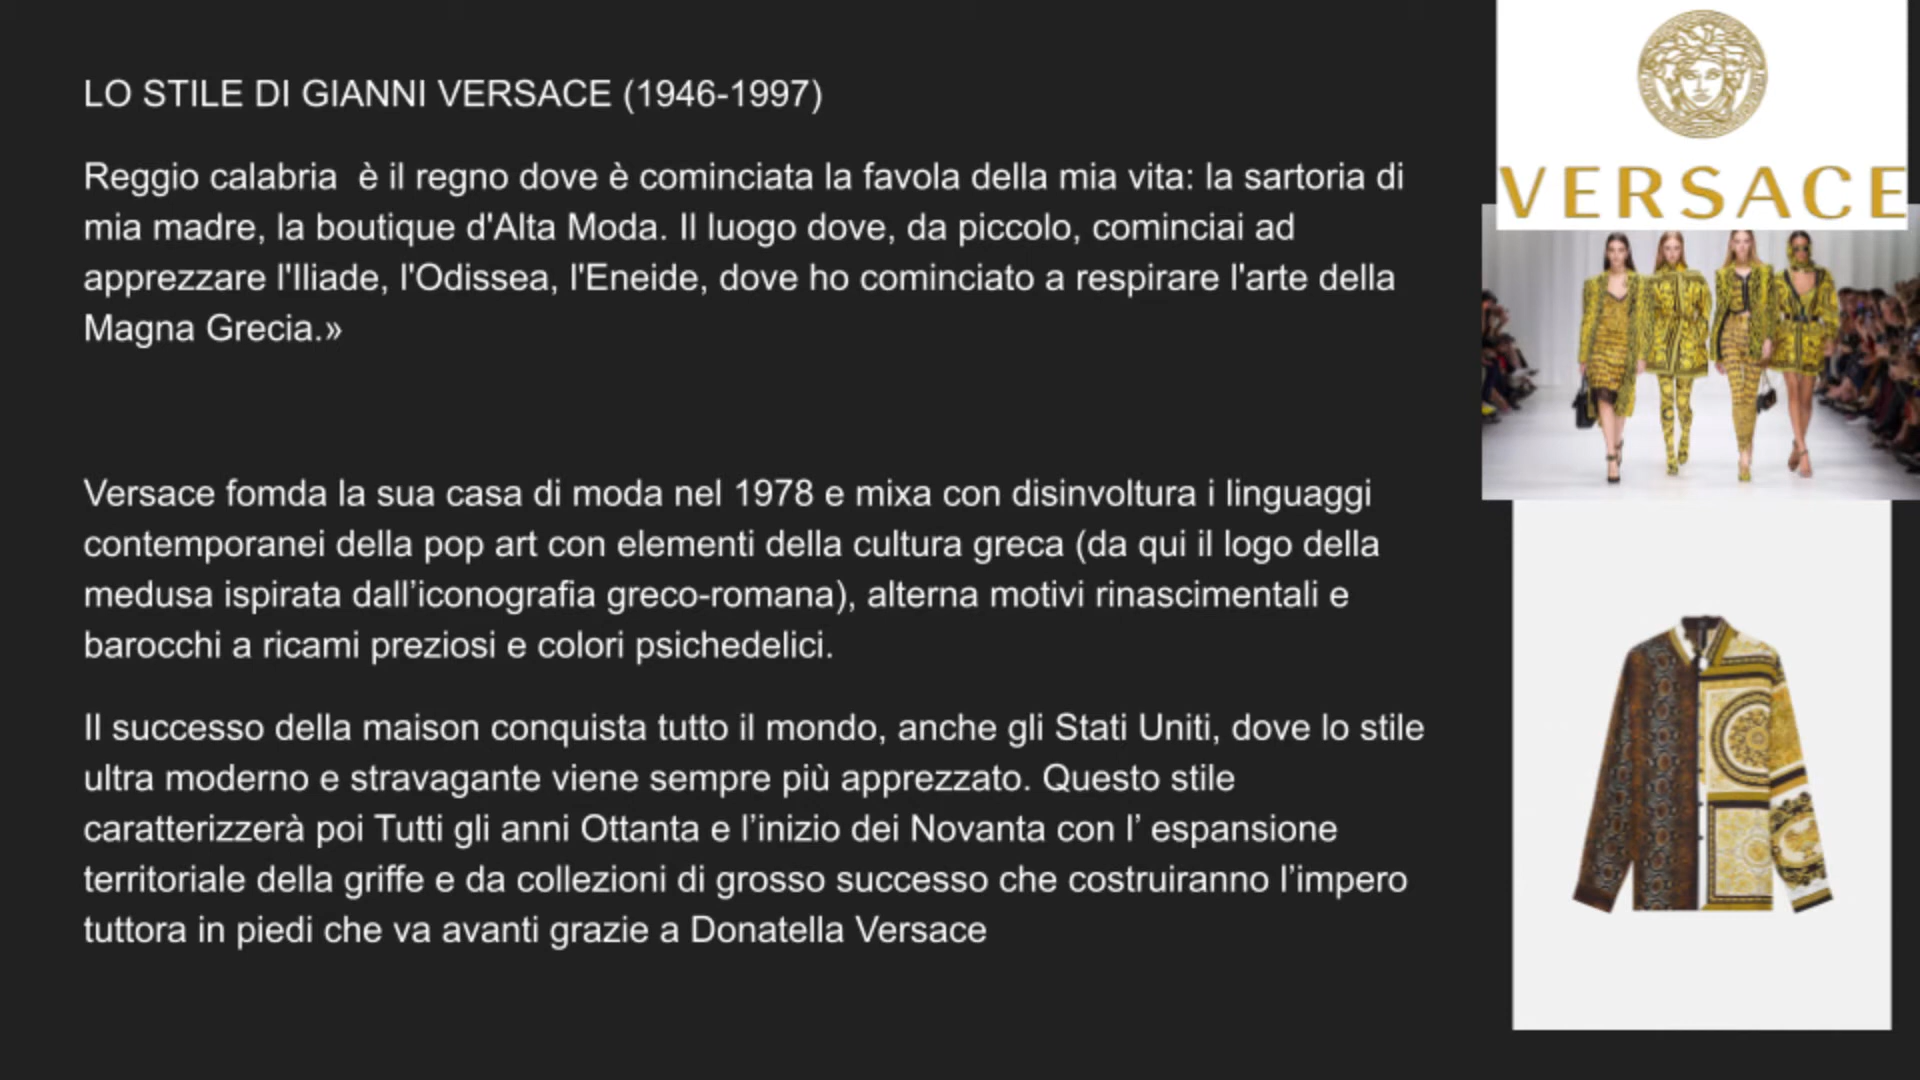 LO STILE DI GIANNI VERSACE (1946-1997)
Reggio calabria  è il regno dove è cominciata la favola della mia vita: la sartoria di
mia madre, la boutique d'Alta Moda. Il luogo dove, da piccolo, cominciai ad
apprezzare l'Iliade, l'Odissea, l'Eneide, dove ho cominciato a respirare l'arte della
Magna Grecia.»
Versace fomda la sua casa di moda nel 1978 e mixa con disinvoltura i linguaggi
contemporanei della pop art con elementi della cultura greca (da qui il logo della
medusa ispirata dall’iconografia greco-romana), alterna motivi rinascimentali e
barocchi a ricami preziosi e colori psichedelici.
Il successo della maison conquista tutto il mondo, anche gli Stati Uniti, dove lo stile
ultra moderno e stravagante viene sempre più apprezzato. Questo stile
caratterizzerà poi Tutti gli anni Ottanta e l’inizio dei Novanta con l’ espansione
territoriale della griffe e da collezioni di grosso successo che costruiranno l’impero
tuttora in piedi che va avanti grazie a Donatella Versace
VERSACE